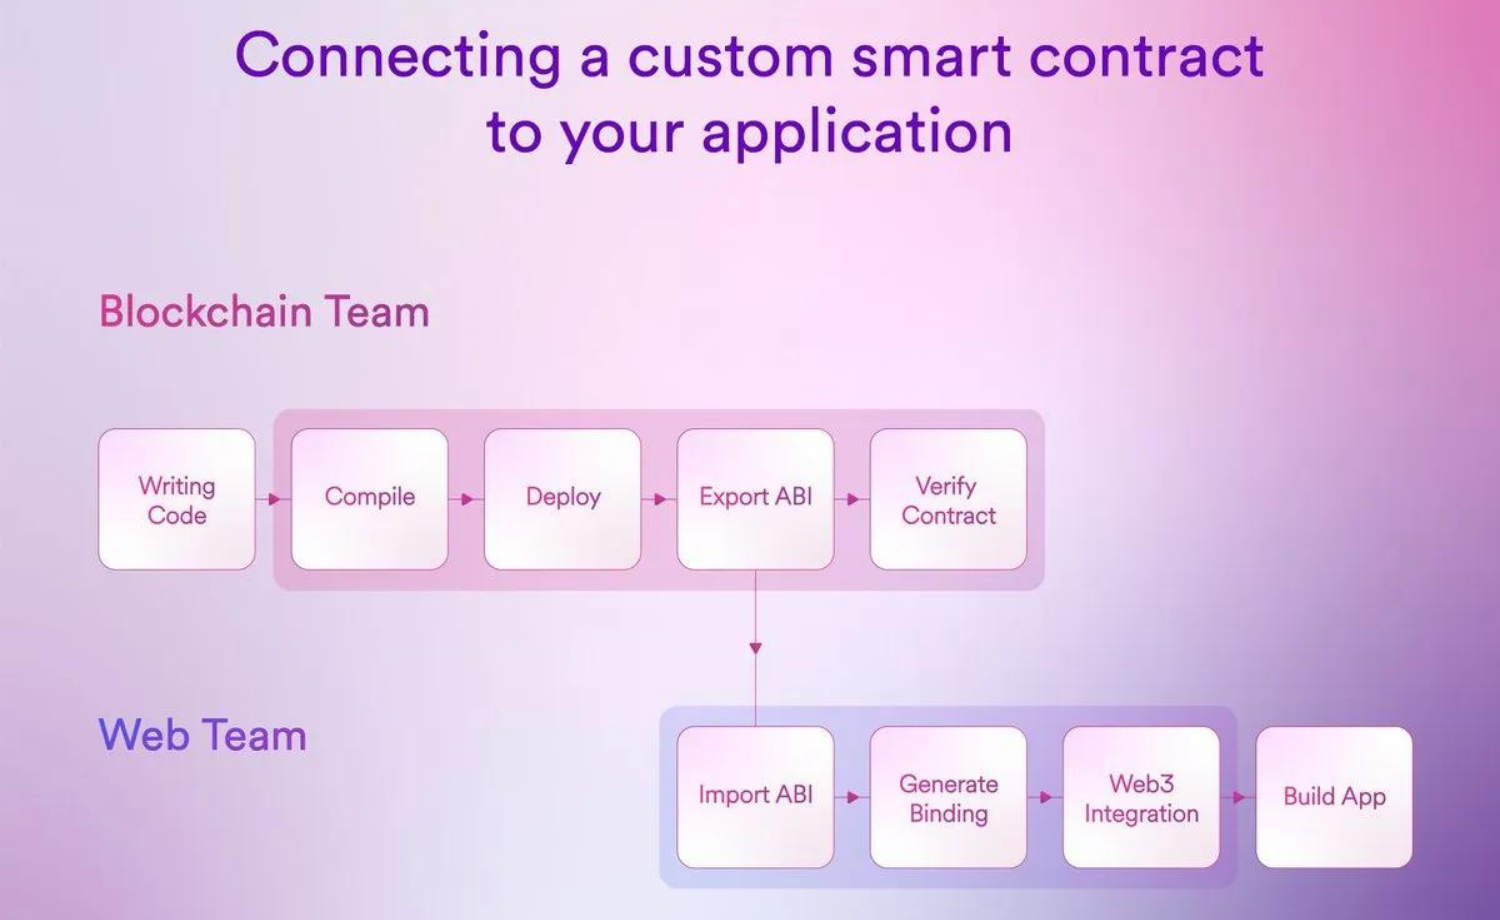 Connecting a custom smart contract
to your application
Blockchain Team
Writing
Code
Compile
Deploy
Export ABI
Verify
Contract
Web Team
Import ABI
Generate
Binding
Web3
Integration
Build App